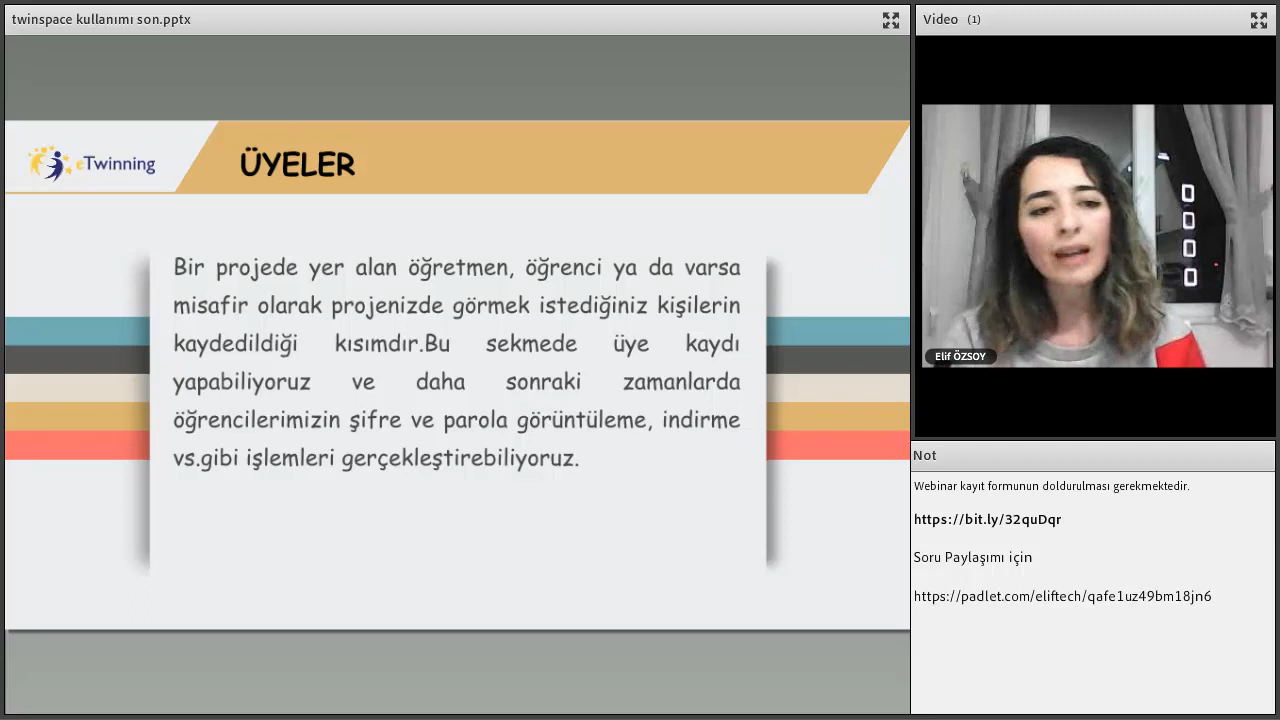 twinspace kullanımı son.pptx
eTwinning
ÜYELER
Bir projede yer alan öğretmen, öğrenci ya da varsa
misafir olarak projenizde görmek istediğiniz kişilerin
kaydedildiği kısımdır.Bu sekmede üye kaydı
yapabiliyoruz ve daha sonraki zamanlarda
öğrencilerimizin şifre ve parola görüntüleme, indirme
vs.gibi işlemleri gerçekleştirebiliyoruz.
Video (1)
Elif ÖZSOY
Not
Webinar kayıt formunun doldurulması gerekmektedir.
https://bit.ly/32quDqr
Soru Paylaşımı için
https://padlet.com/eliftech/qafe1uz49bm18jn6